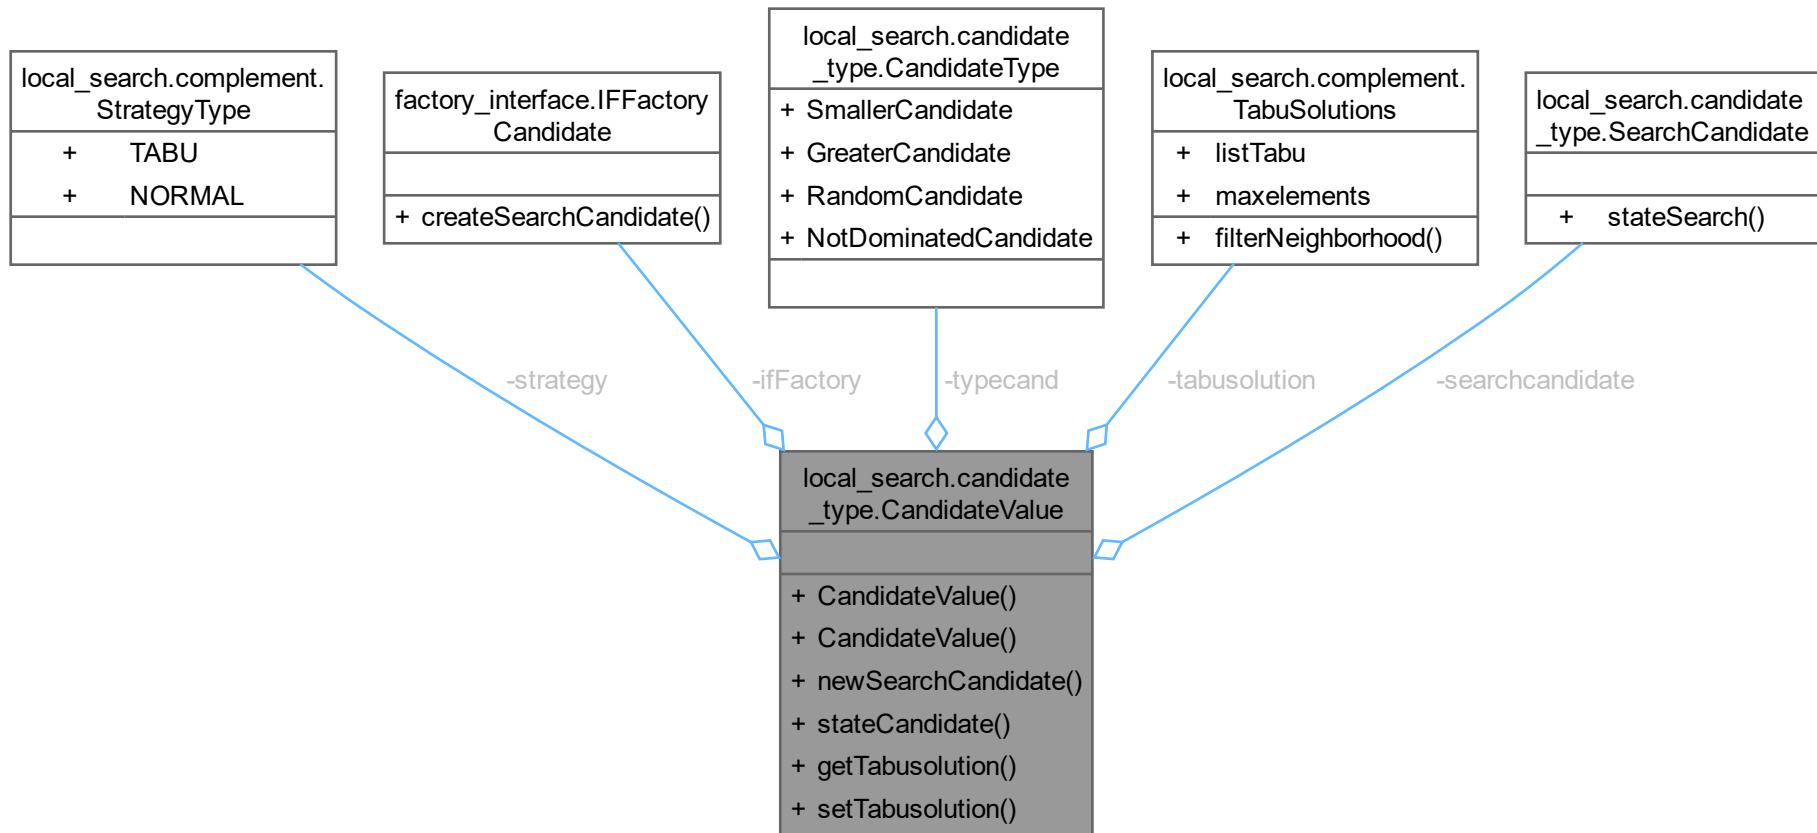 local_search.complement.
StrategyType
+ TABU
+ NORMAL
factory_interface.IFFactory
Candidate
+ createSearchCandidate()
local_search.candidate
_type.CandidateType
+ SmallerCandidate
+ GreaterCandidate
+ RandomCandidate
+ NotDominatedCandidate
local_search.complement.
TabuSolutions
+ listTabu
+ maxelements
+ filterNeighborhood()
local_search.candidate
_type.SearchCandidate
+ stateSearch()
-strategy
-ifFactory
-typecand
-tabusolution
-searchcandidate
local_search.candidate
_type.CandidateValue
+ CandidateValue()
+ CandidateValue()
+ newSearchCandidate()
+ stateCandidate()
+ getTabusolution()
+ setTabusolution()